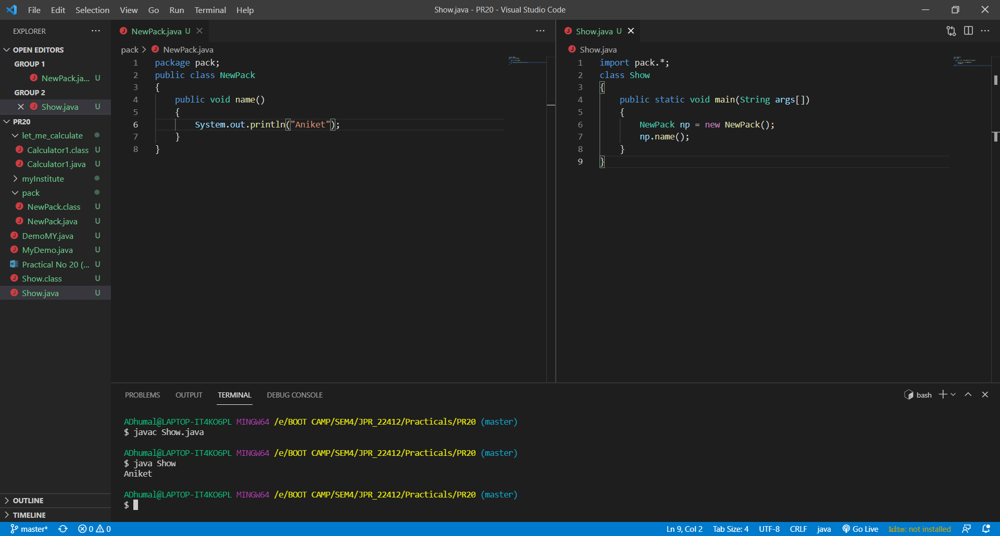 File Edit Selection View Go Run Terminal Help
Show.java - PR20 - Visual Studio Code
EXPLORER
OPEN EDITORS
GROUP 1
NewPack.ja... U
GROUP 2
Show.java U
PR20
let_me_calculate
Calculator1.class U
Calculator1.java U
myInstitute
pack
NewPack.class U
NewPack.java U
DemoMY.java U
MyDemo.java U
Practical No 20 (... U
Show.class U
Show.java U
OUTLINE
TIMELINE
NewPack.java U
pack > NewPack.java
1 package pack;
2 public class NewPack
3 {
4 public void name()
5 {
6 System.out.println("Aniket");
7 }
8 }
Show.java U
Show.java
1 import pack.*;
2 class Show
3 {
4 public static void main(String args[])
5 {
6 NewPack np = new NewPack();
7 np.name();
8 }
9 }
PROBLEMS OUTPUT TERMINAL DEBUG CONSOLE
bash
ADhumal@LAPTOP-IT4KO6PL MINGW64 /e/BOOT CAMP/SEM4/JPR_22412/Practicals/PR20 (master)
$ javac Show.java
ADhumal@LAPTOP-IT4KO6PL MINGW64 /e/BOOT CAMP/SEM4/JPR_22412/Practicals/PR20 (master)
$ java Show
Aniket
ADhumal@LAPTOP-IT4KO6PL MINGW64 /e/BOOT CAMP/SEM4/JPR_22412/Practicals/PR20 (master)
$
master* 0 0 Ln 9, Col 2 Tab Size: 4 UTF-8 CRLF java Go Live kite: not installed